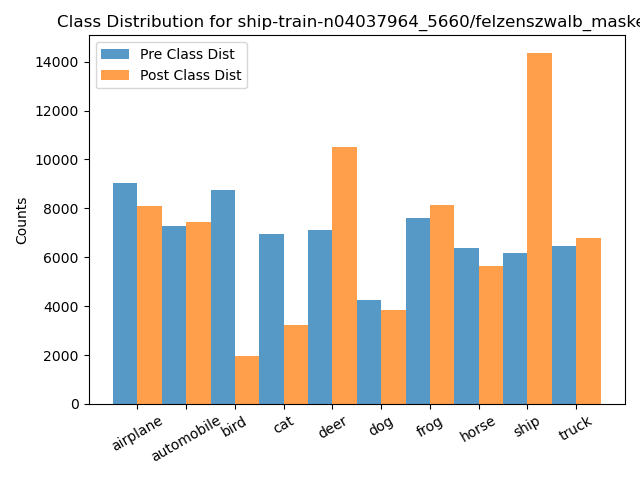 Class Distribution for ship-train-n04037964_5660/felzenszwalb_maske
Pre Class Dist
Post Class Dist
Counts
14000
12000
10000
8000
6000
4000
2000
0
airplane
automobile
bird
cat
deer
dog
frog
horse
ship
truck